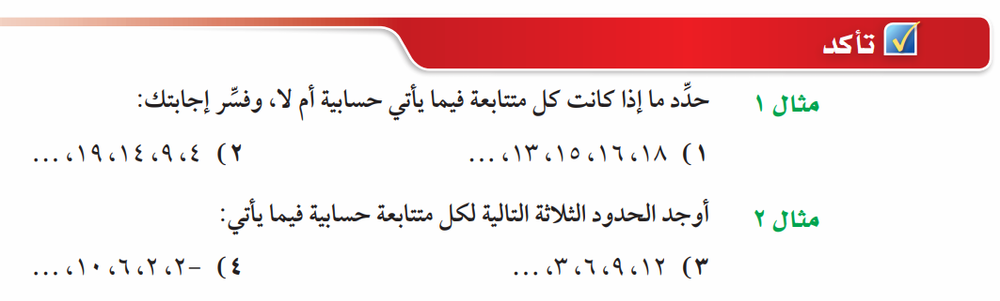 تأكد
مثال ١ حدِّد ما إذا كانت كل متتابعة فيما يأتي حسابية أم لا، وفسِّر إجابتك:
١) ١٨، ١٦، ١٥، ١٣، ... ٢) ٤، ٩، ١٤، ١٩، ...
مثال ٢ أوجد الحدود الثلاثة التالية لكل متتابعة حسابية فيما يأتي:
٣) ١٢، ٩، ٦، ٣، ... ٤) –٢، ٢، ٦، ١٠، ...